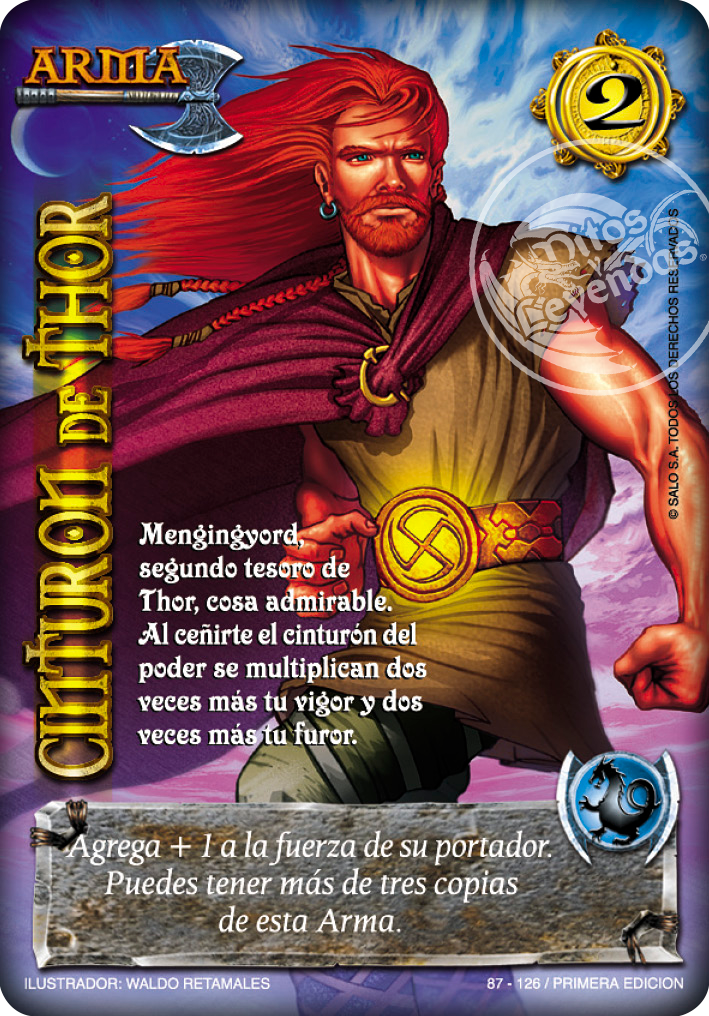 ARMA
2
CINTURON DE THOR
Mitos
Leyendas
®
© SALO S.A. TODOS LOS DERECHOS RESERVADOS
Mengingyord,
segundo tesoro de
Thor, cosa admirable.
Al ceñirte el cinturón del
poder se multiplican dos
veces más tu vigor y dos
veces más tu furor.
Agrega + 1 a la fuerza de su portador.
Puedes tener más de tres copias
de esta Arma.
ILUSTRADOR: WALDO RETAMALES
87 - 126 / PRIMERA EDICION